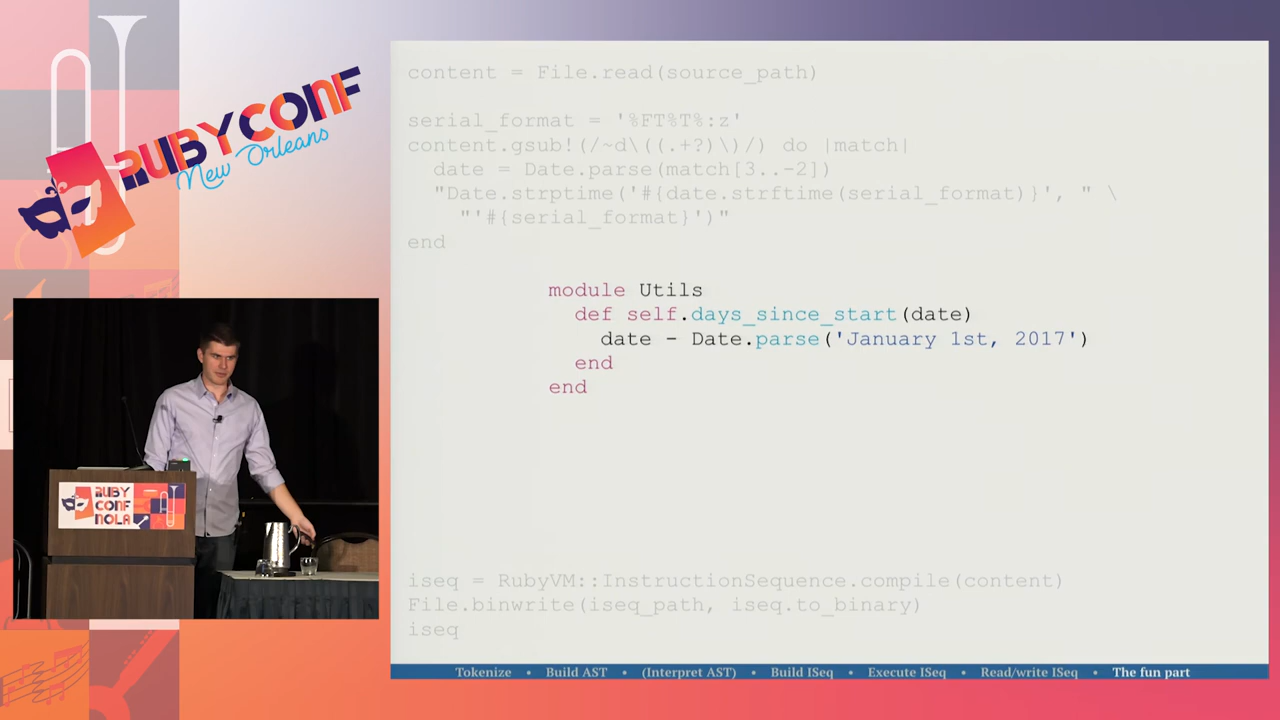 RUBYCONF
New Orleans
content = File.read(source_path)
serial_format = '%FT%T%:z'
content.gsub!(/~d\((.+?)\)/) do |match|
  date = Date.parse(match[3..-2])
  "Date.strptime('#{date.strftime(serial_format)}', " \
    "'#{serial_format}')"
end
module Utils
  def self.days_since_start(date)
    date - Date.parse('January 1st, 2017')
  end
end
iseq = RubyVM::InstructionSequence.compile(content)
File.binwrite(iseq_path, iseq.to_binary)
iseq
RUBY
CONF
NOLA
Tokenize • Build AST • (Interpret AST) • Build ISeq • Execute ISeq • Read/write ISeq • The fun part